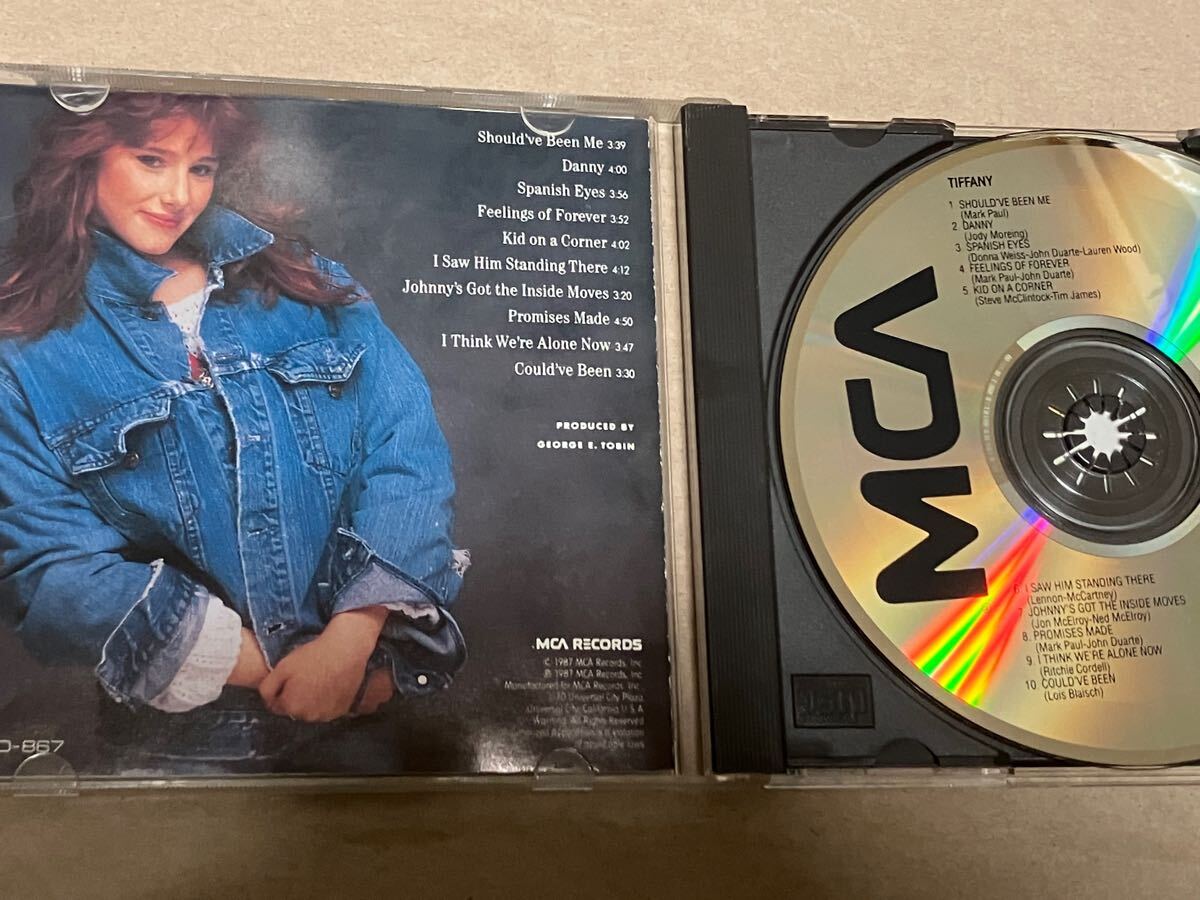 Should've Been Me 3:39
Danny 4:00
Spanish Eyes 3:56
Feelings of Forever 3:52
Kid on a Corner 4:02
I Saw Him Standing There 4:12
Johnny's Got the Inside Moves 3:20
Promises Made 4:50
I Think We're Alone Now 3:47
Could've Been 3:30
PRODUCED BY
GEORGE E. TOBIN
MCA RECORDS
© 1987 MCA Records, Inc
℗ 1987 MCA Records, Inc
Manufactured for MCA Records, Inc.
70 Universal City Plaza
Universal City, California U.S.A
Warning: All Rights Reserved
-867
TIFFANY
1 SHOULD'VE BEEN ME
(Mark Paul)
2. DANNY
(Jody Moreing)
3 SPANISH EYES
(Donna Weiss-John Duarte-Lauren Wood)
4 FEELINGS OF FOREVER
(Mark Paul-John Duarte)
5. KID ON A CORNER
(Steve McClintock-Tim James)
MCA
6. I SAW HIM STANDING THERE
(Lennon-McCartney)
7. JOHNNY'S GOT THE INSIDE MOVES
(Jon McElroy-Ned McElroy)
8. PROMISES MADE
(Mark Paul-John Duarte)
9. I THINK WE'RE ALONE NOW
(Ritchie Cordell)
10. COULD'VE BEEN
(Lois Blaisch)